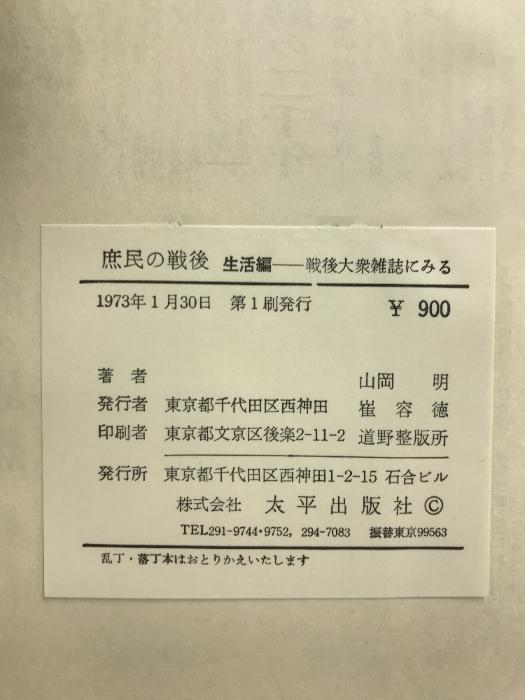 庶民の戦後 生活編──戦後大衆雑誌にみる
1973年1月30日 第1刷発行 ¥ 900
著 者 山岡 明
発行者 東京都千代田区西神田 崔 容 徳
印刷者 東京都文京区後楽2-11-2 道野整版所
発行所 東京都千代田区西神田1-2-15 石合ビル
株式会社 太 平 出 版 社 ©
TEL291-9744・9752, 294-7083 振替東京99563
乱丁・落丁本はおとりかえいたします